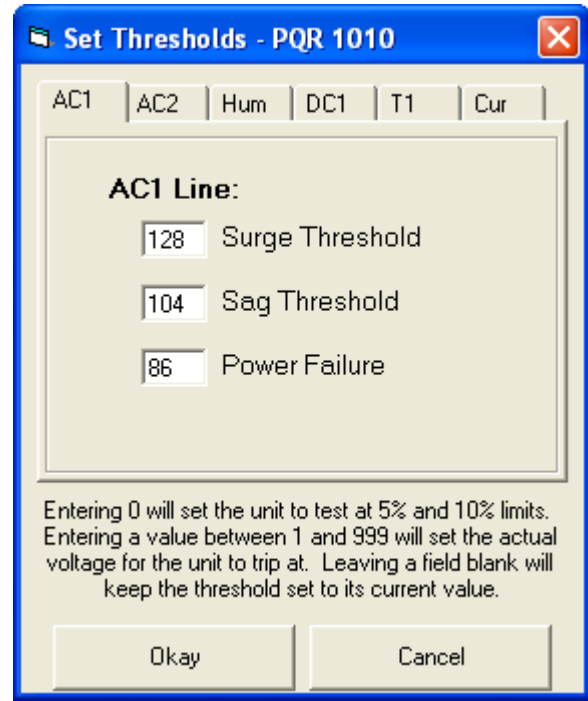 Set Thresholds - PQR 1010
AC1 AC2 Hum DC1 T1 Cur
AC1 Line:
128 Surge Threshold
104 Sag Threshold
86 Power Failure
Entering 0 will set the unit to test at 5% and 10% limits.
Entering a value between 1 and 999 will set the actual
voltage for the unit to trip at. Leaving a field blank will
keep the threshold set to its current value.
Okay Cancel